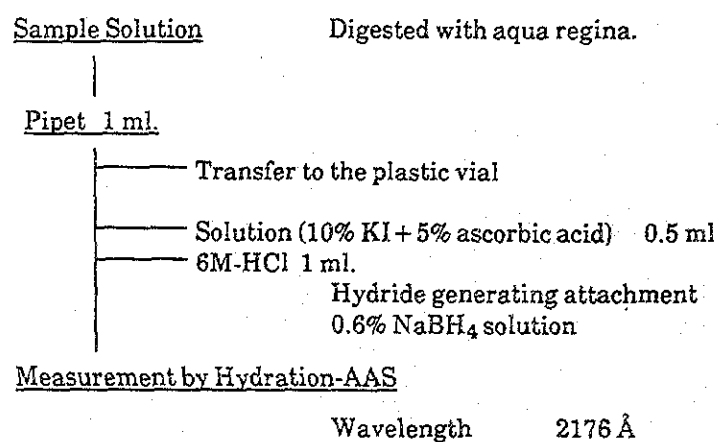 Sample Solution Digested with aqua regina.
Pipet 1 ml.
Transfer to the plastic vial
Solution (10% KI + 5% ascorbic acid) 0.5 ml
6M-HCl 1 ml.
Hydride generating attachment
0.6% NaBH₄ solution
Measurement by Hydration-AAS
Wavelength 2176 Å